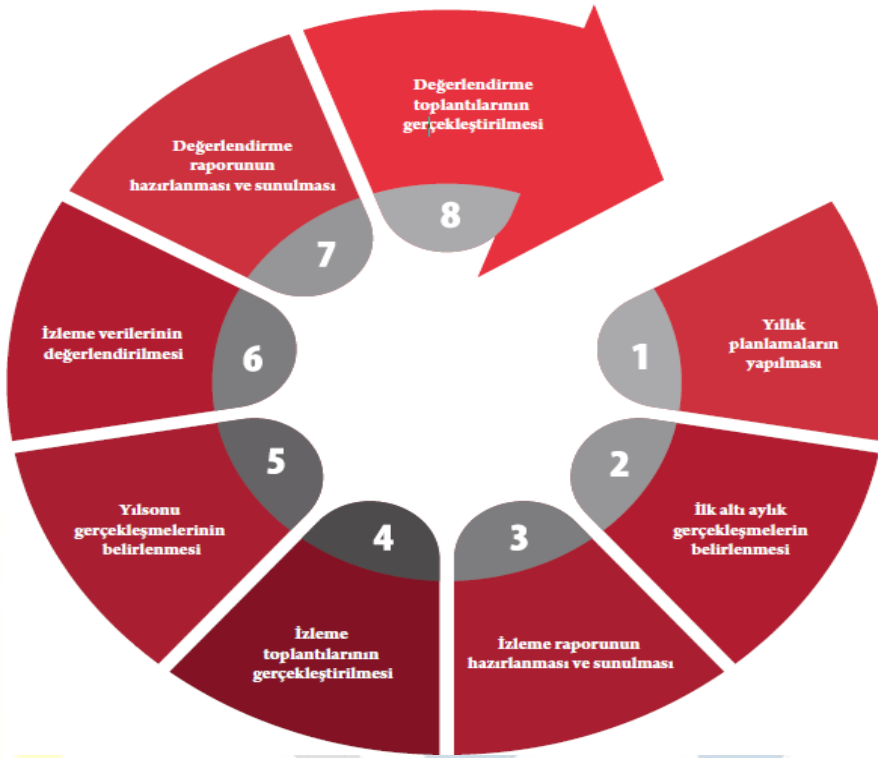 1
Yıllık
planlamaların
yapılması
2
İlk altı aylık
gerçekleşmelerin
belirlenmesi
3
İzleme raporunun
hazırlanması ve sunulması
4
İzleme
toplantılarının
gerçekleştirilmesi
5
Yılsonu
gerçekleşmelerinin
belirlenmesi
6
İzleme verilerinin
değerlendirilmesi
7
Değerlendirme
raporunun
hazırlanması ve sunulması
8
Değerlendirme
toplantılarının
gerçekleştirilmesi